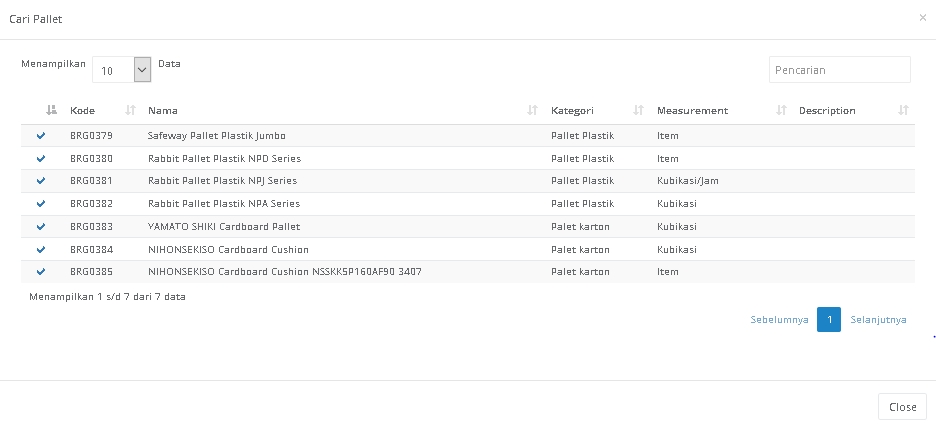 Cari Pallet ×
Menampilkan 10 Data Pencarian
Kode Nama Kategori Measurement Description
BRG0379 Safeway Pallet Plastik Jumbo Pallet Plastik Item
BRG0380 Rabbit Pallet Plastik NPD Series Pallet Plastik Item
BRG0381 Rabbit Pallet Plastik NPJ Series Pallet Plastik Kubikasi/Jam
BRG0382 Rabbit Pallet Plastik NPA Series Pallet Plastik Kubikasi
BRG0383 YAMATO SHIKI Cardboard Pallet Palet karton Kubikasi
BRG0384 NIHONSEKISO Cardboard Cushion Palet karton Kubikasi
BRG0385 NIHONSEKISO Cardboard Cushion NSSKK5P160AF90 3407 Palet karton Item
Menampilkan 1 s/d 7 dari 7 data
Sebelumnya 1 Selanjutnya
Close